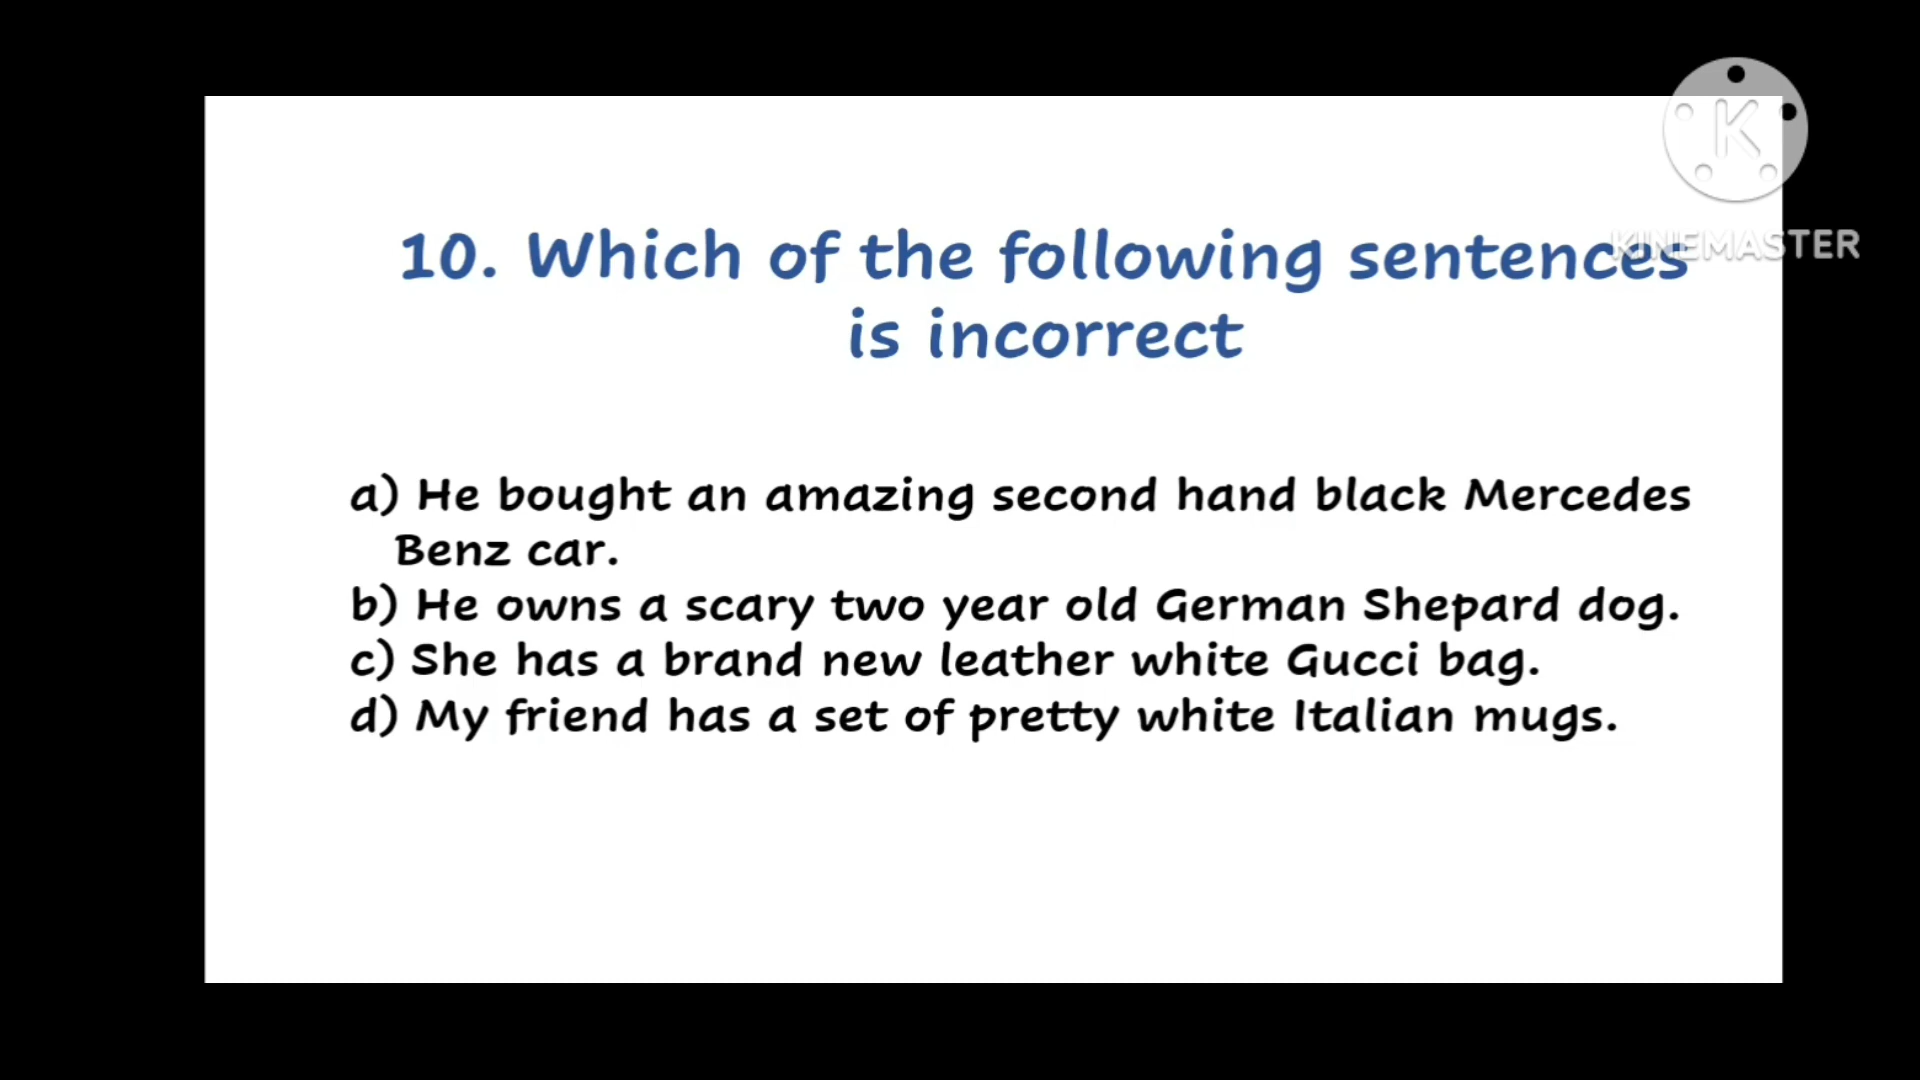 K
KINEMASTER
10. Which of the following sentences
is incorrect
a) He bought an amazing second hand black Mercedes
Benz car.
b) He owns a scary two year old German Shepard dog.
c) She has a brand new leather white Gucci bag.
d) My friend has a set of pretty white Italian mugs.